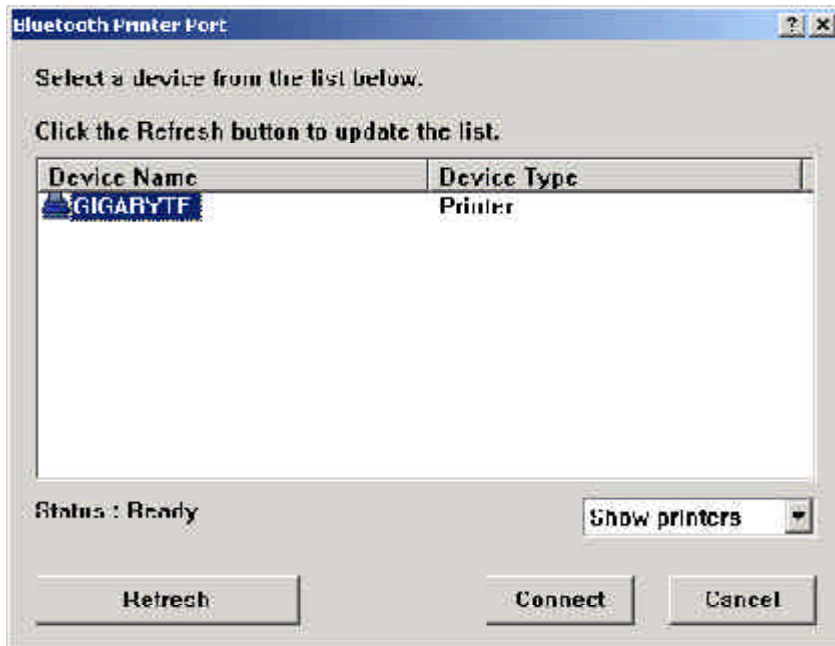 Bluetooth Printer Port
Select a device from the list below.
Click the Refresh button to update the list.
Device Name Device Type
GIGABYTE Printer
Status : Ready Show printers
Refresh Connect Cancel